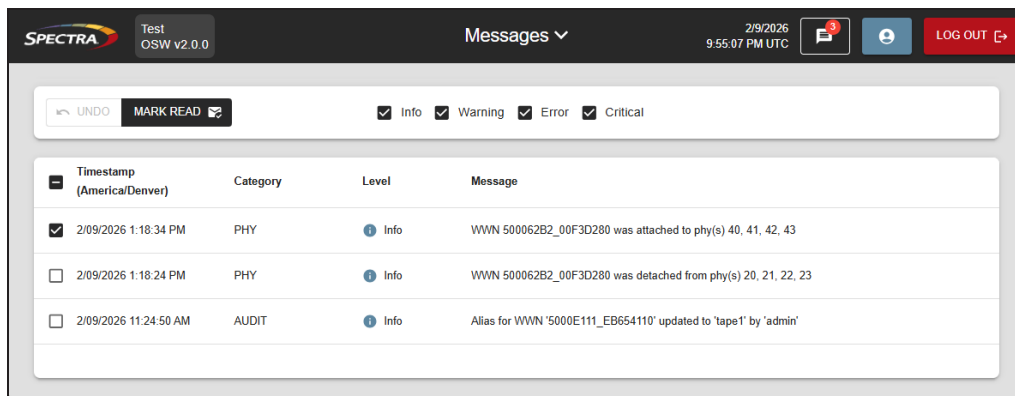 SPECTRA
Test
OSW v2.0.0
Messages
2/9/2026
9:55:07 PM UTC
3
LOG OUT
UNDO
MARK READ
Info Warning Error Critical
Timestamp
(America/Denver) Category Level Message
2/09/2026 1:18:34 PM PHY Info WWN 500062B2_00F3D280 was attached to phy(s) 40, 41, 42, 43
2/09/2026 1:18:24 PM PHY Info WWN 500062B2_00F3D280 was detached from phy(s) 20, 21, 22, 23
2/09/2026 11:24:50 AM AUDIT Info Alias for WWN '5000E111_EB654110' updated to 'tape1' by 'admin'